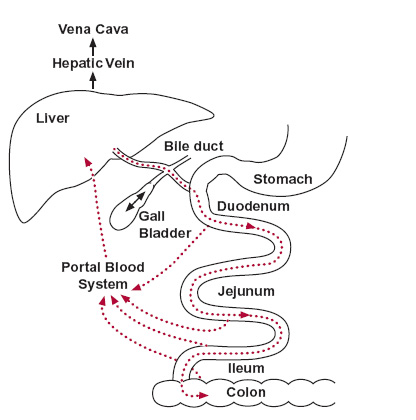 Vena Cava
Hepatic Vein
Liver
Bile duct
Stomach
Duodenum
Gall
Bladder
Portal Blood
System
Jejunum
Ileum
Colon